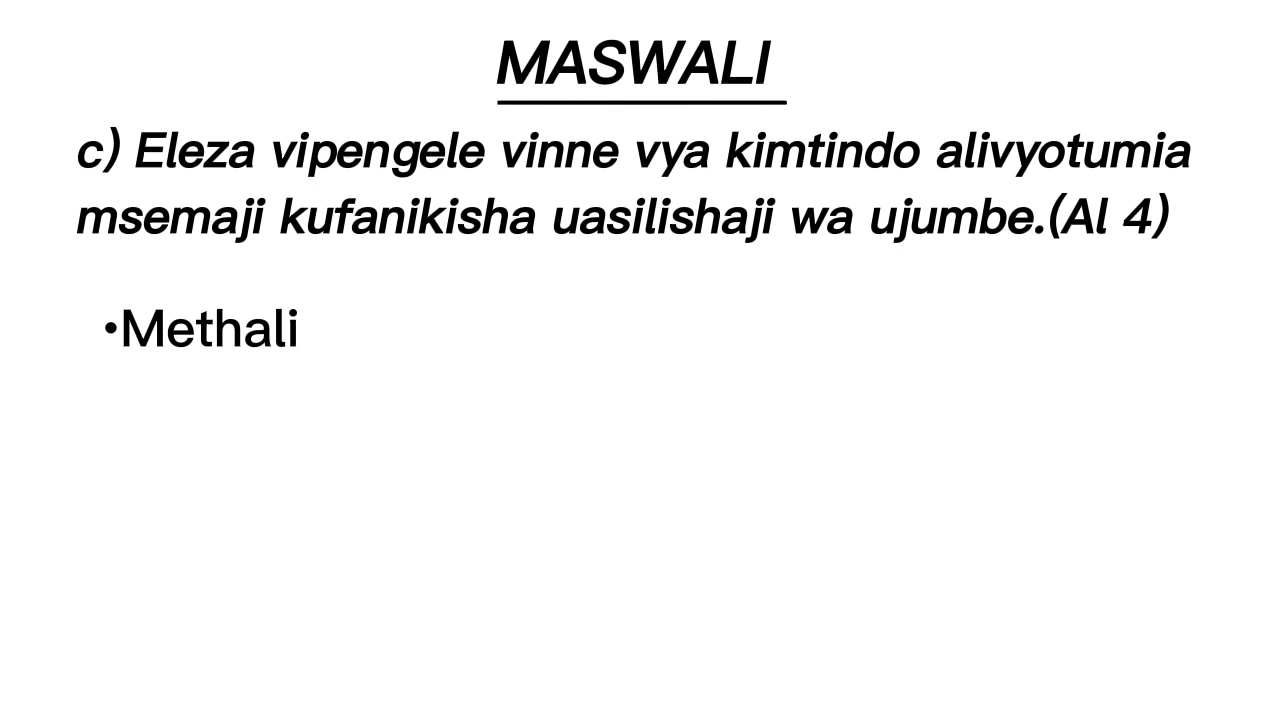 MASWALI
c) Eleza vipengele vinne vya kimtindo alivyotumia
msemaji kufanikisha uasilishaji wa ujumbe.(Al 4)
•Methali